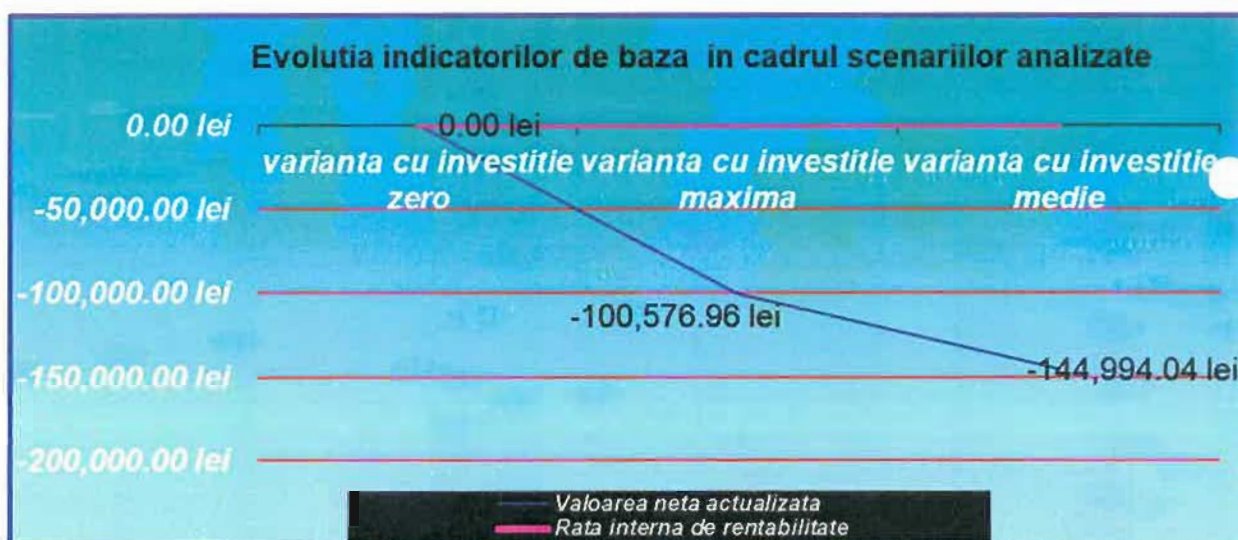 Evolutia indicatorilor de baza in cadrul scenariilor analizate
0.00 lei
0.00 lei
varianta cu investitie zero
varianta cu investitie maxima
varianta cu investitie medie
-50,000.00 lei
-100,000.00 lei
-100,576.96 lei
-144,994.04 lei
-150,000.00 lei
-200,000.00 lei
Valoarea neta actualizata
Rata interna de rentabilitate